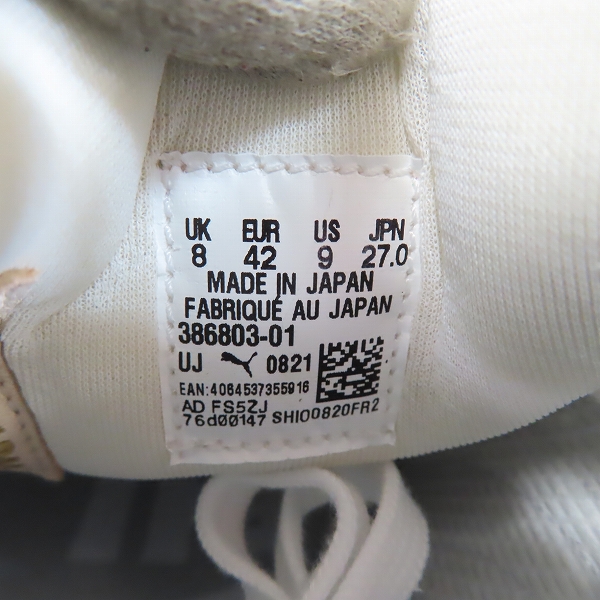 UK EUR US JPN
8 42 9 27.0
MADE IN JAPAN
FABRIQUÉ AU JAPAN
386803-01
UJ 0821
EAN:4064537355916
AD FS5ZJ
76d00147 SHIO0820FR2